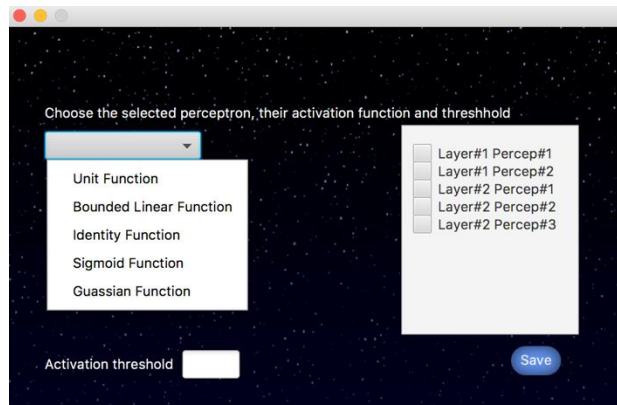 Choose the selected perceptron, their activation function and threshhold
Unit Function
Bounded Linear Function
Identity Function
Sigmoid Function
Guassian Function
Layer#1 Percep#1
Layer#1 Percep#2
Layer#2 Percep#1
Layer#2 Percep#2
Layer#2 Percep#3
Activation threshold
Save